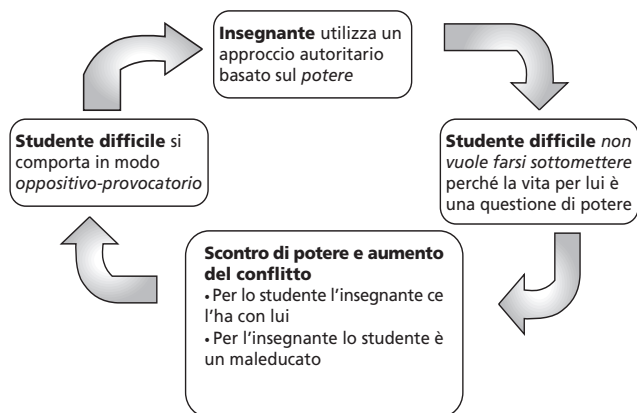 Insegnante utilizza un
approccio autoritario
basato sul potere
Studente difficile si
comporta in modo
oppositivo-provocatorio
Studente difficile non
vuole farsi sottomettere
perché la vita per lui è
una questione di potere
Scontro di potere e aumento
del conflitto
• Per lo studente l’insegnante ce
l’ha con lui
• Per l’insegnante lo studente è
un maleducato